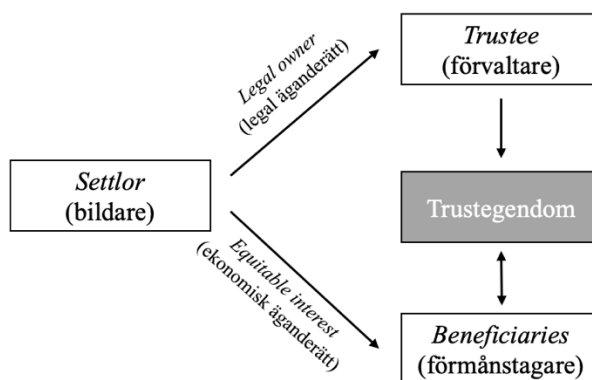 Trustee
(förvaltare)
Legal owner
(legal äganderätt)
Settlor
(bildare)
Trustegendom
Equitable interest
(ekonomisk äganderätt)
Beneficiaries
(förmånstagare)